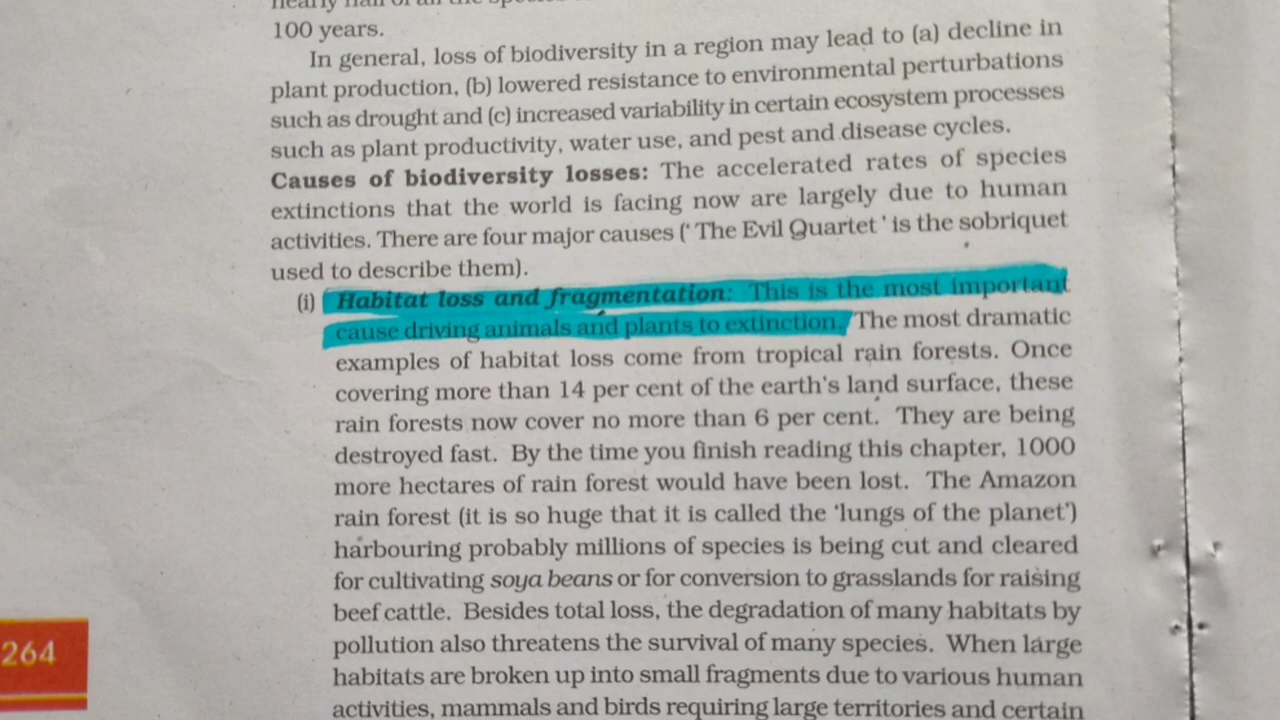 nearly half of all the species
100 years.
In general, loss of biodiversity in a region may lead to (a) decline in
plant production, (b) lowered resistance to environmental perturbations
such as drought and (c) increased variability in certain ecosystem processes
such as plant productivity, water use, and pest and disease cycles.
Causes of biodiversity losses: The accelerated rates of species
extinctions that the world is facing now are largely due to human
activities. There are four major causes (‘ The Evil Quartet ’ is the sobriquet
used to describe them).
(i) Habitat loss and fragmentation: This is the most important
cause driving animals and plants to extinction. The most dramatic
examples of habitat loss come from tropical rain forests. Once
covering more than 14 per cent of the earth’s land surface, these
rain forests now cover no more than 6 per cent. They are being
destroyed fast. By the time you finish reading this chapter, 1000
more hectares of rain forest would have been lost. The Amazon
rain forest (it is so huge that it is called the ‘lungs of the planet’)
harbouring probably millions of species is being cut and cleared
for cultivating soya beans or for conversion to grasslands for raising
beef cattle. Besides total loss, the degradation of many habitats by
pollution also threatens the survival of many species. When large
habitats are broken up into small fragments due to various human
activities, mammals and birds requiring large territories and certain
264